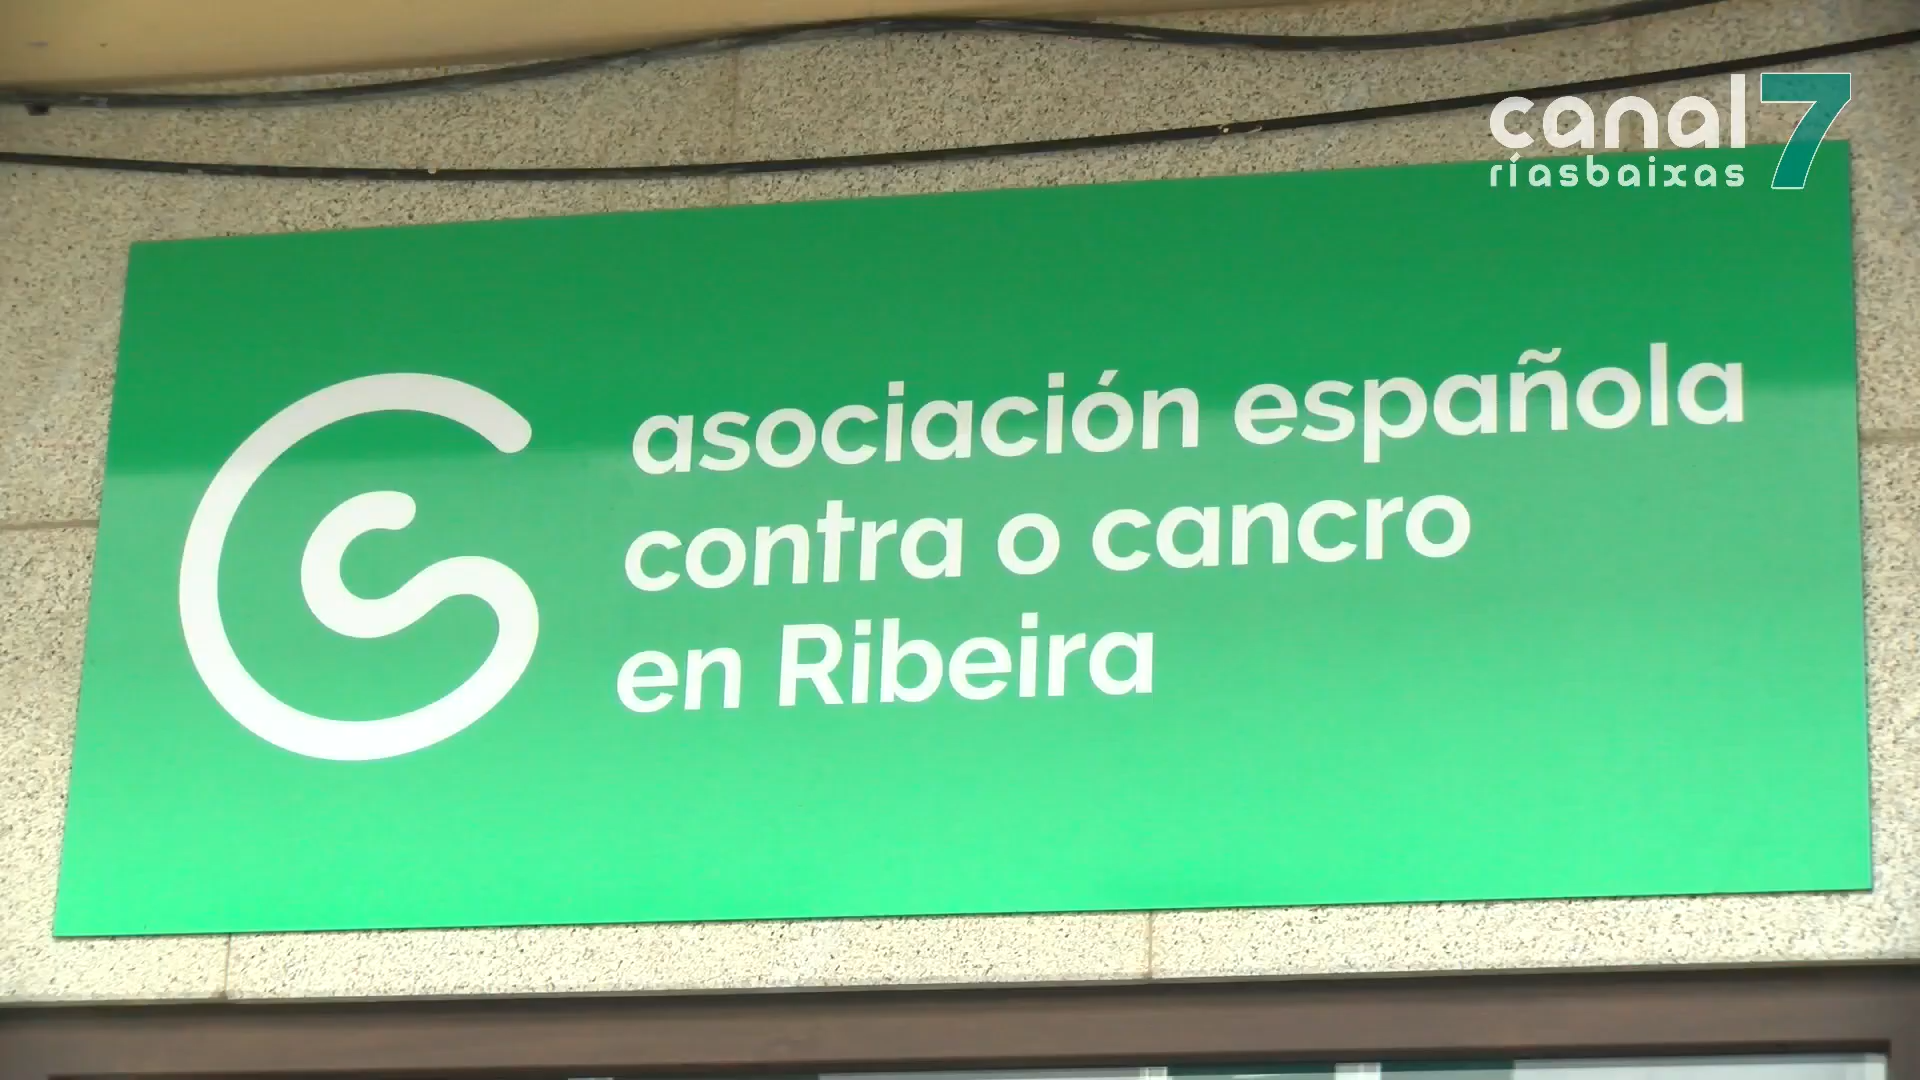 canal 7
ríasbaixas
asociación española
contra o cancro
en Ribeira